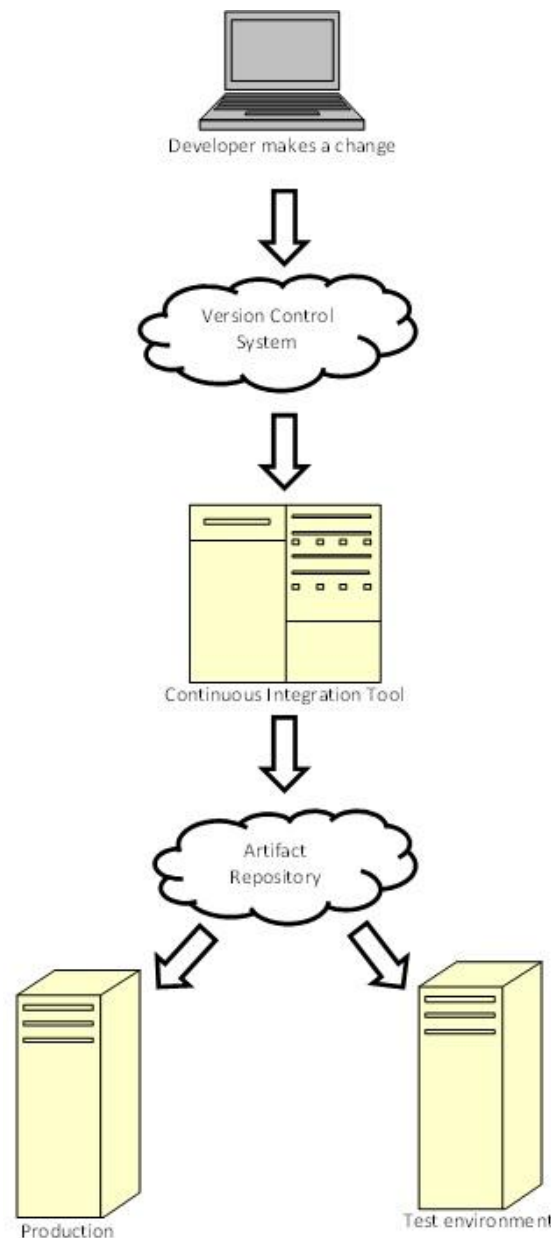 Developer makes a change
Version Control
System
Continuous Integration Tool
Artifact
Repository
Production
Test environment